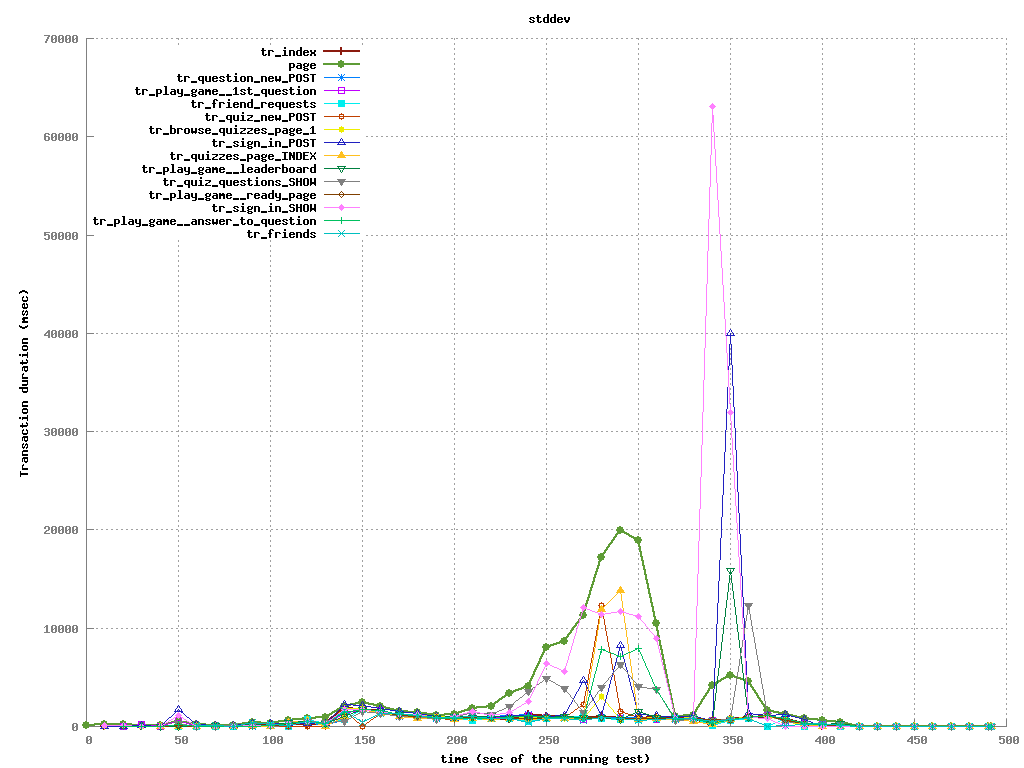 stddev
70000
60000
50000
40000
30000
20000
10000
0
tr_index
page
tr_question_new_POST
tr_play_game__1st_question
tr_friend_requests
tr_quiz_new_POST
tr_browse_quizzes_page_1
tr_sign_in_POST
tr_quizzes_page_INDEX
tr_play_game__leaderboard
tr_quiz_questions_SHOW
tr_play_game__ready_page
tr_sign_in_SHOW
tr_play_game__answer_to_question
tr_friends
Transaction duration (msec)
0 50 100 150 200 250 300 350 400 450 500
time (sec of the running test)